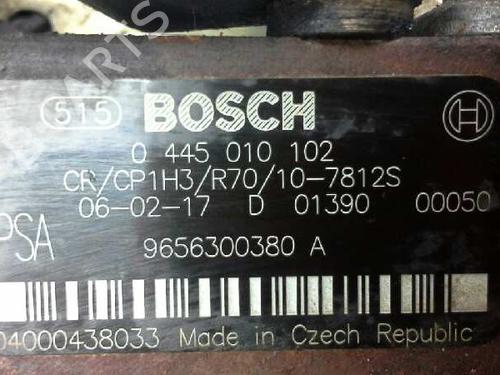 515 BOSCH
0 445 010 102
CR/CP1H3/R70/10-7812S
06-02-17 D 01390 00050
PSA 9656300380 A
04000438033 Made in Czech Republic
PARTS